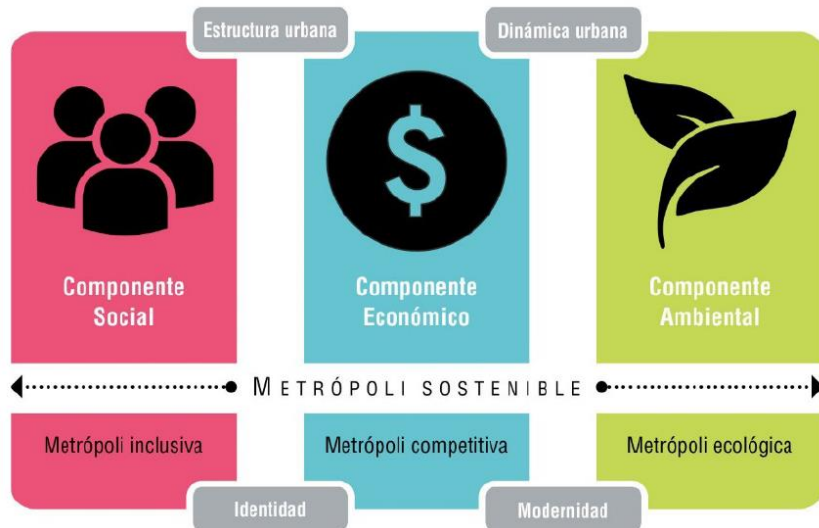 Estructura urbana
Dinámica urbana
$
Componente
Social
Componente
Económico
Componente
Ambiental
METRÓPOLI SOSTENIBLE
Metrópoli inclusiva
Metrópoli competitiva
Metrópoli ecológica
Identidad
Modernidad